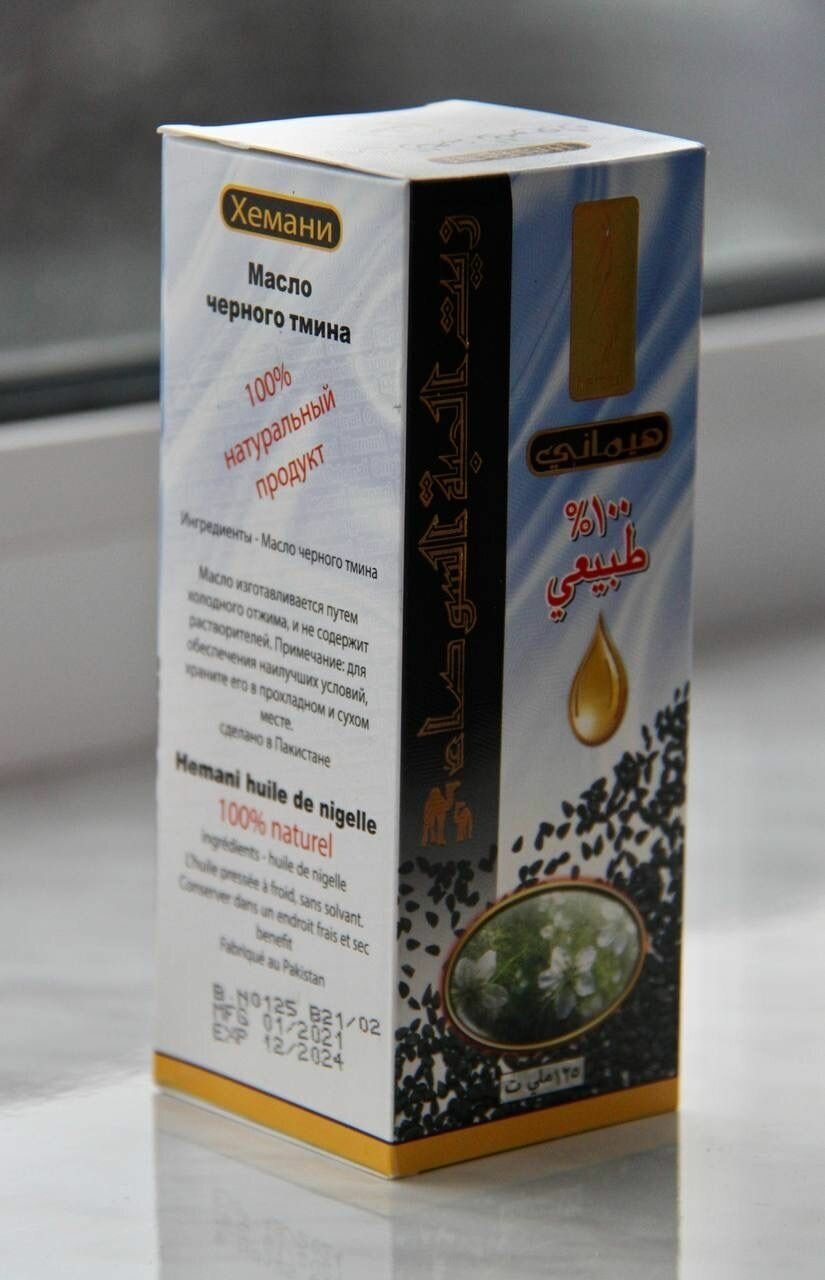 Хемани
Масло
черного тмина
100%
натуральный
продукт
Ингредиенты - Масло черного тмина
Масло изготавливается путем
холодного отжима, и не содержит
растворителей. Примечание: для
обеспечения наилучших условий,
храните его в прохладном и сухом
месте.
сделано в Пакистане
Hemani huile de nigelle
100% naturel
Ingrédients - huile de nigelle
L'huile pressée à froid, sans solvant.
Conserver dans un endroit frais et sec
benefit
Fabriqué au Pakistan
B.NO125 B21/02
MFG 01/2021
EXP 12/2024
زيت الحبة السوداء
هيماني
١٠٠%
طبيعي
١٢٥ ملي ت